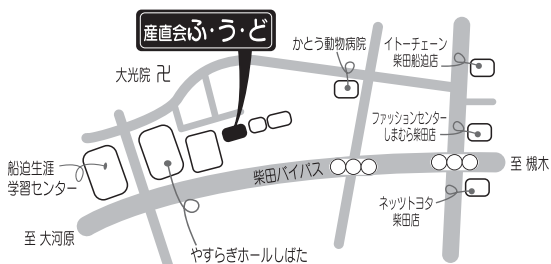 産直会ふ・う・ど
かとう動物病院
イトーチェーン
柴田船迫店
大光院 卍
ファッションセンター
しまむら柴田店
船迫生涯
学習センター
柴田バイパス
至 槻木
ネッツトヨタ
柴田店
至 大河原
やすらぎホールしばた